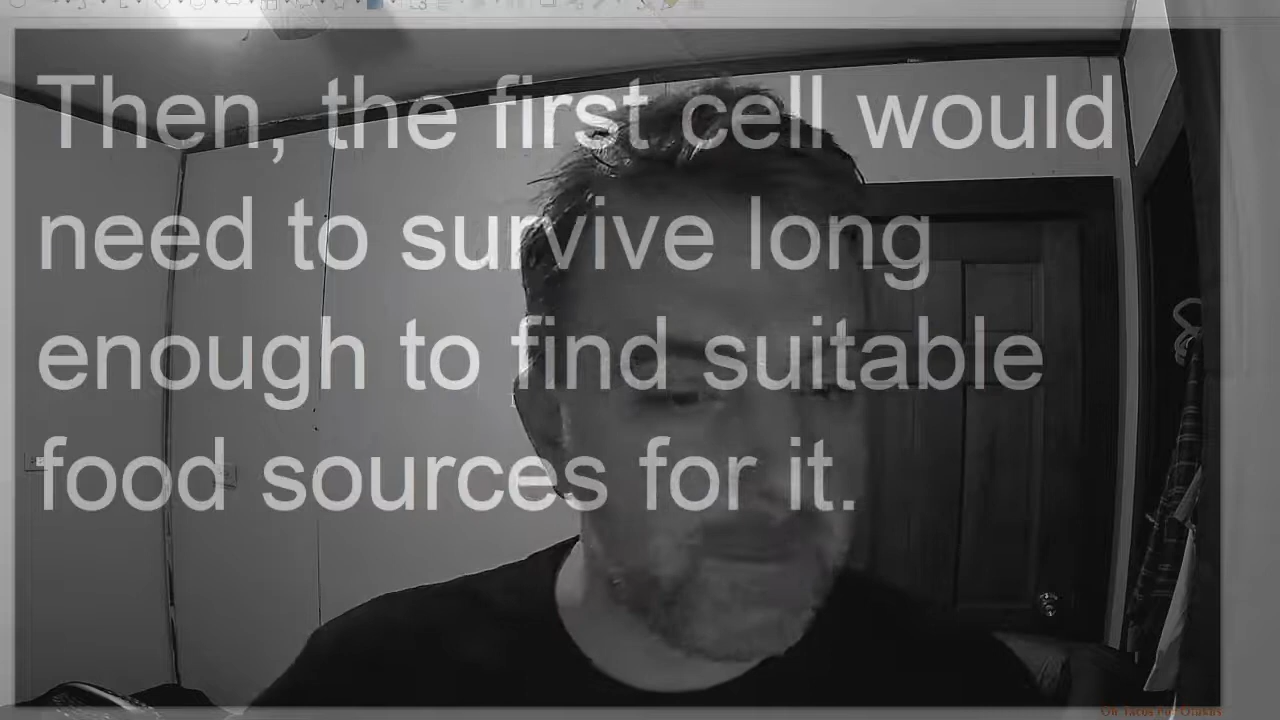 Then, the first cell would
need to survive long
enough to find suitable
food sources for it.